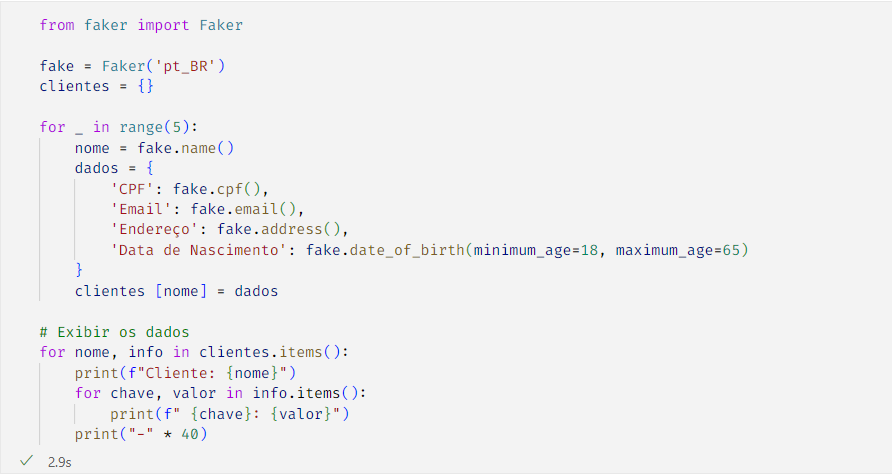 from faker import Faker
fake = Faker('pt_BR')
clientes = {}
for _ in range(5):
    nome = fake.name()
    dados = {
        'CPF': fake.cpf(),
        'Email': fake.email(),
        'Endereço': fake.address(),
        'Data de Nascimento': fake.date_of_birth(minimum_age=18, maximum_age=65)
    }
    clientes [nome] = dados
# Exibir os dados
for nome, info in clientes.items():
    print(f"Cliente: {nome}")
    for chave, valor in info.items():
        print(f" {chave}: {valor}")
    print("-" * 40)
2.9s